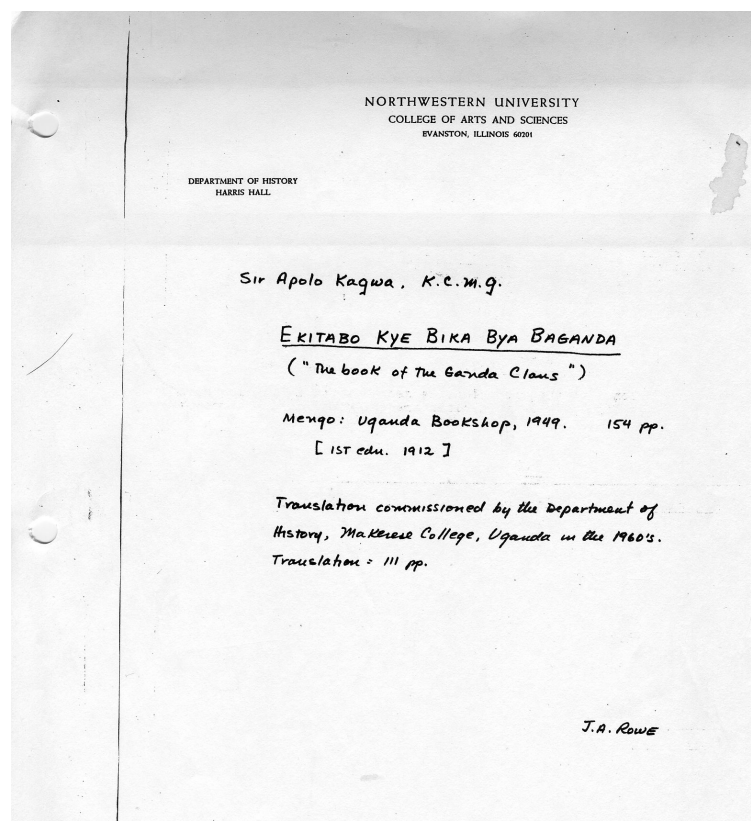 NORTHWESTERN UNIVERSITY
COLLEGE OF ARTS AND SCIENCES
EVANSTON, ILLINOIS 60201
DEPARTMENT OF HISTORY
HARRIS HALL
Sir Apolo Kagwa, K.C.M.G.
EKITABO KYE BIKA BYA BAGANDA
("The book of the Ganda Clans")
Mengo: Uganda Bookshop, 1949. 154 pp.
[1ST edn. 1912]
Translation commissioned by the Department of
History, Makerese College, Uganda in the 1960's.
Translation = 111 pp.
J.A. ROWE